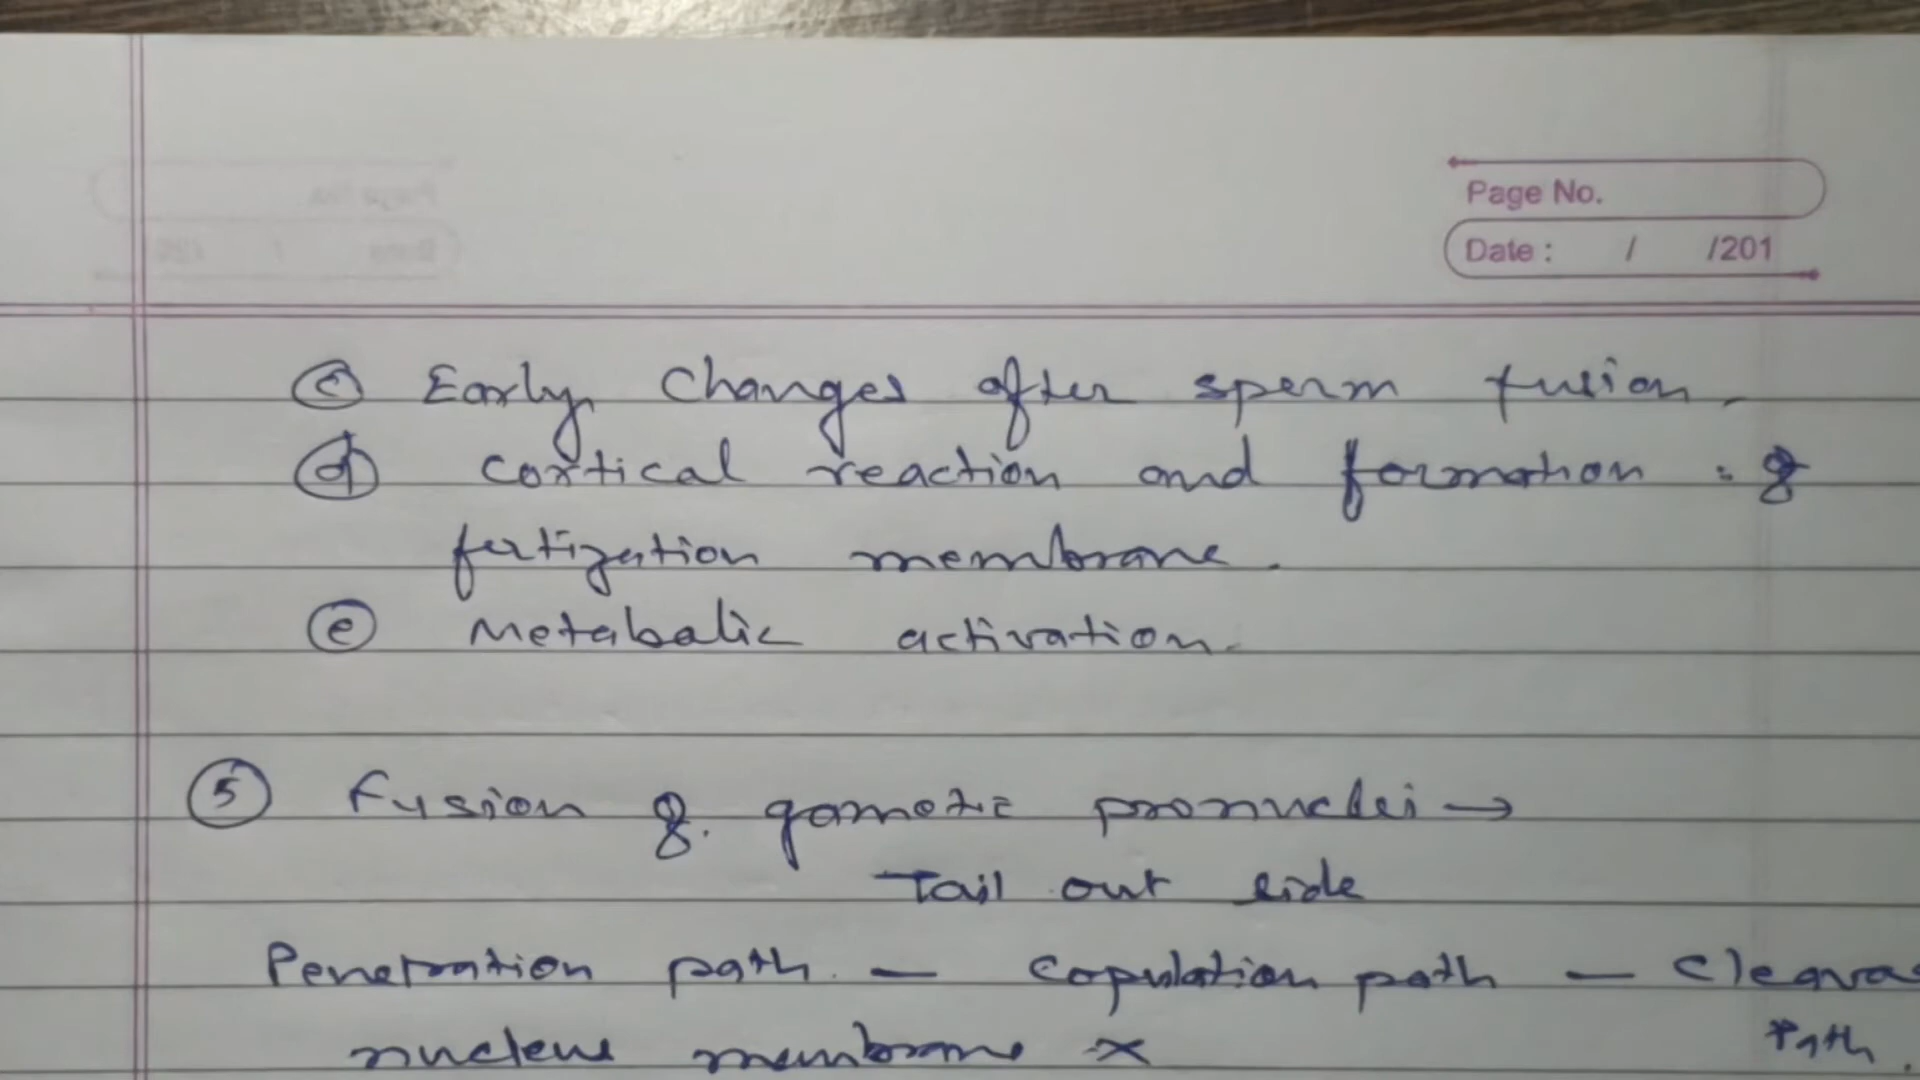 Page No.
Date : / /201
c Early changes after sperm fusion.
d cortical reaction and formation of
fertization membrane.
e Metabolic activation.
5 Fusion of gametic pronuclei →
Tail out side
Penetration path — copulation path — cleava
path.
nucleus membrane x